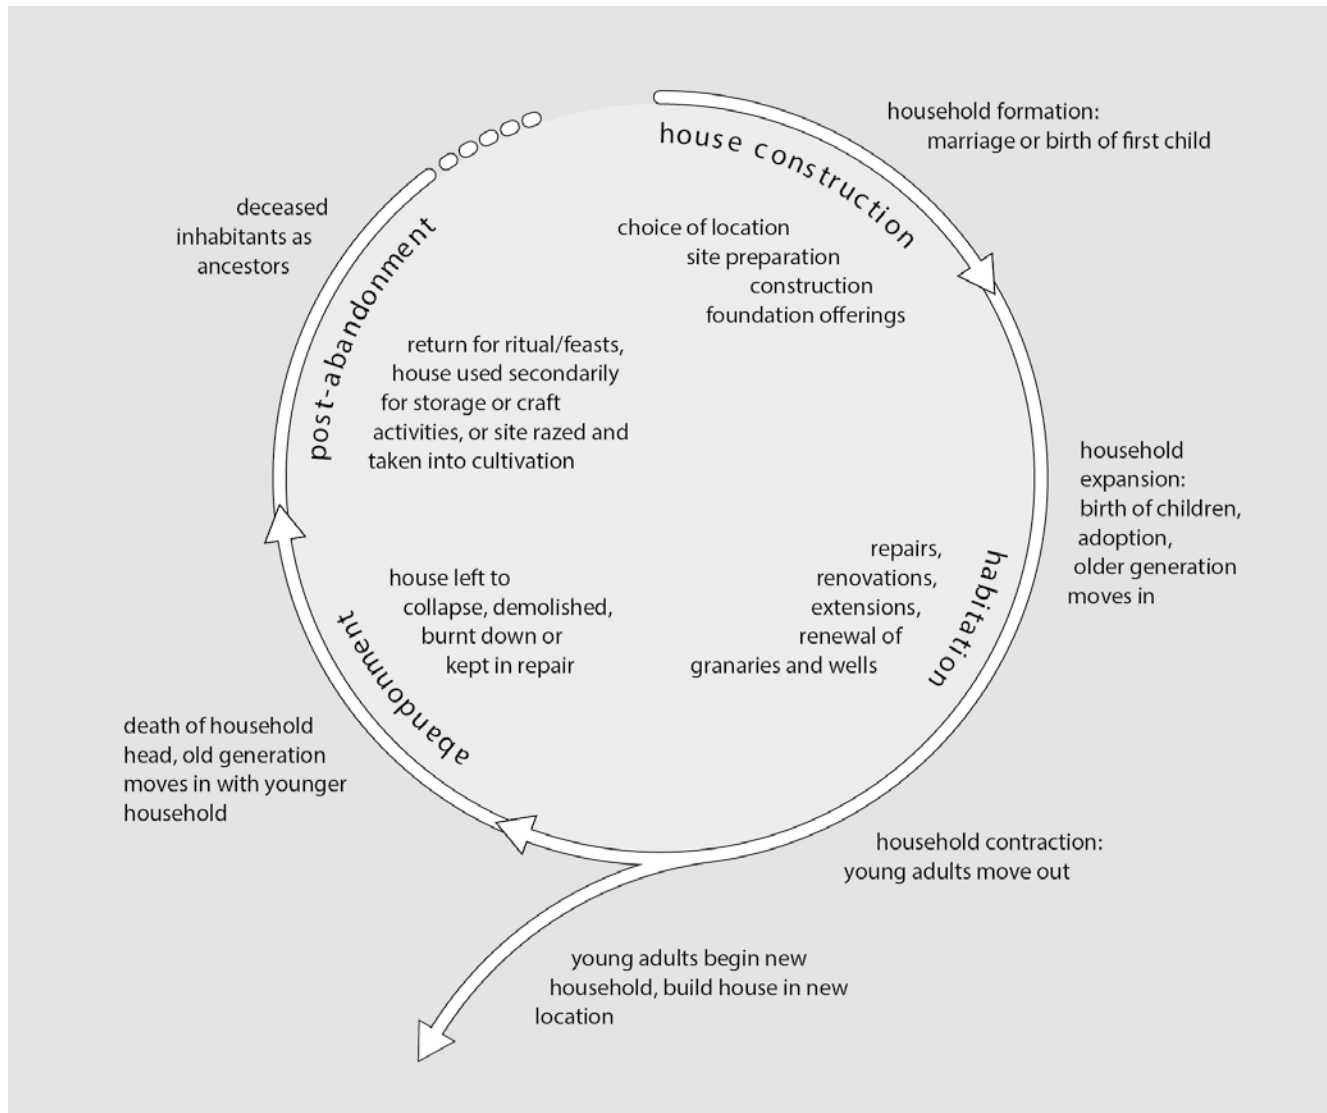 house construction
household formation:
marriage or birth of first child
choice of location
site preparation
construction
foundation offerings
household
expansion:
birth of children,
adoption,
older generation
moves in
habitation
repairs,
renovations,
extensions,
renewal of
granaries and wells
household contraction:
young adults move out
young adults begin new
household, build house in new
location
abandonment
house left to
collapse, demolished,
burnt down or
kept in repair
death of household
head, old generation
moves in with younger
household
post-abandonment
return for ritual/feasts,
house used secondarily
for storage or craft
activities, or site razed and
taken into cultivation
deceased
inhabitants as
ancestors